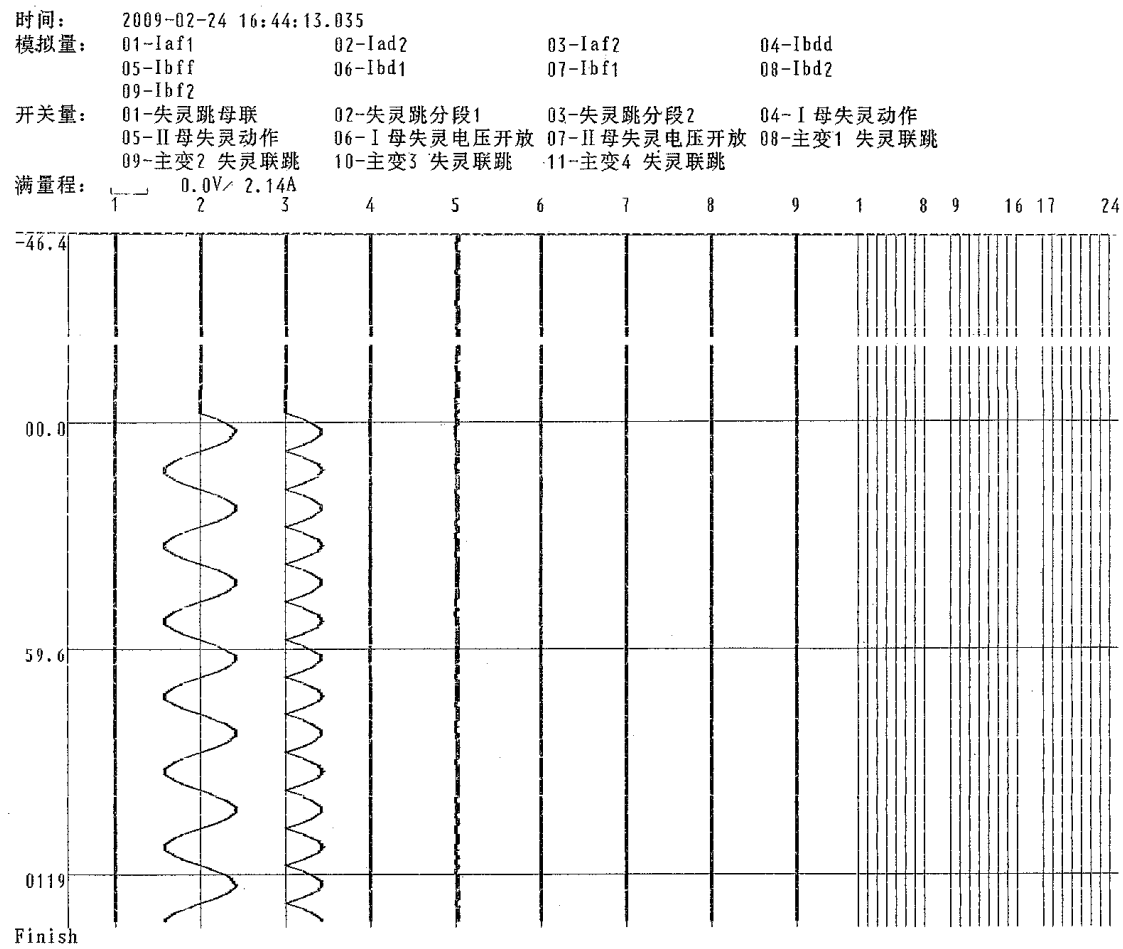 时间: 2009-02-24 16:44:13.035
模拟量: 01-Iaf1 02-Iad2 03-Iaf2 04-Ibdd
05-Ibff 06-Ibd1 07-Ibf1 08-Ibd2
09-Ibf2
开关量: 01-失灵跳母联 02-失灵跳分段1 03-失灵跳分段2 04-I母失灵动作
05-II母失灵动作 06-I母失灵电压开放 07-II母失灵电压开放 08-主变1 失灵联跳
09-主变2 失灵联跳 10-主变3 失灵联跳 11-主变4 失灵联跳
满量程: 0.0V/ 2.14A
1 2 3 4 5 6 7 8 9 1 8 9 16 17 24
-46.4
00.0
59.6
0119
Finish